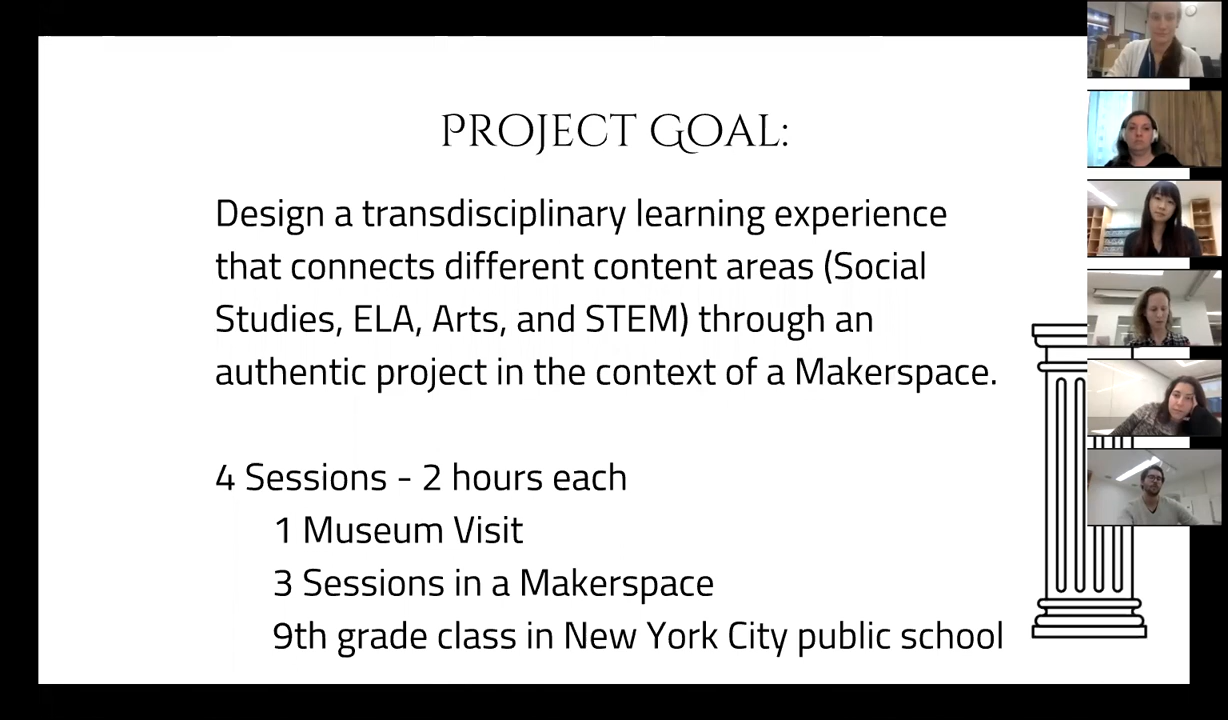 PROJECT GOAL:
Design a transdisciplinary learning experience
that connects different content areas (Social
Studies, ELA, Arts, and STEM) through an
authentic project in the context of a Makerspace.
4 Sessions - 2 hours each
1 Museum Visit
3 Sessions in a Makerspace
9th grade class in New York City public school